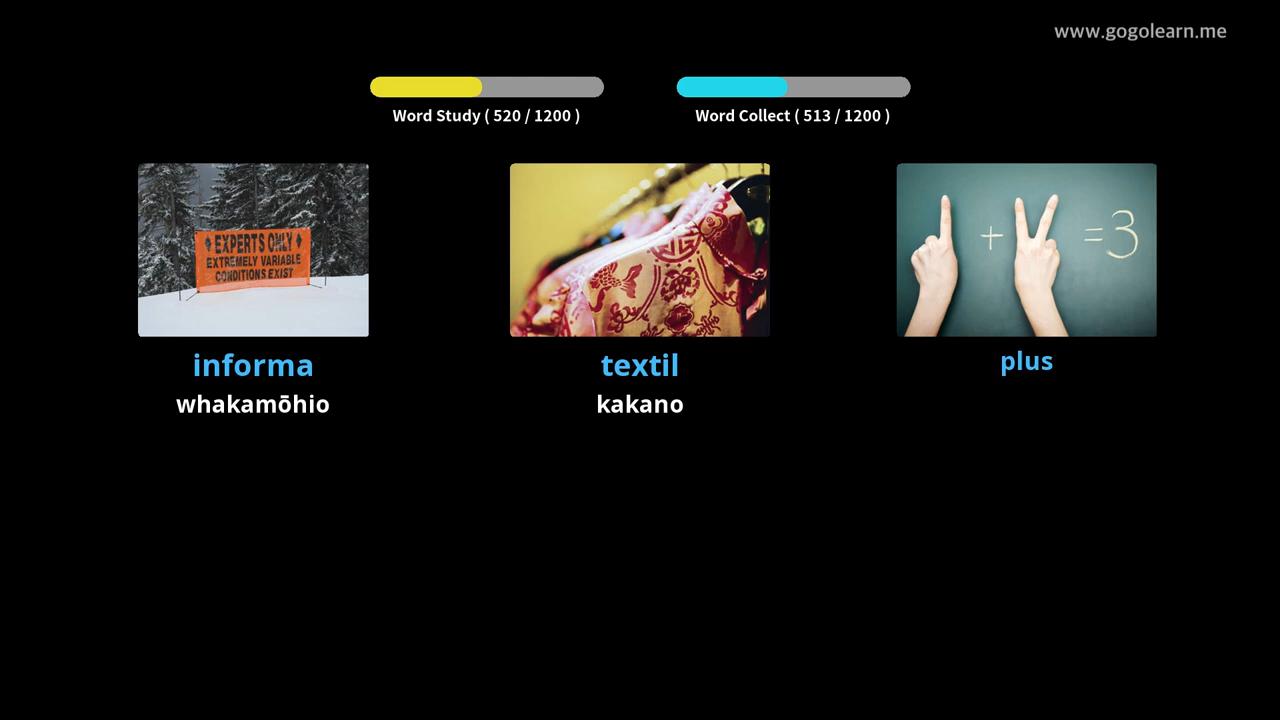 www.gogolearn.me
Word Study ( 520 / 1200 )
Word Collect ( 513 / 1200 )
EXPERTS ONLY
EXTREMELY VARIABLE
CONDITIONS EXIST
+ =3
informa
textil
plus
whakamōhio
kakano